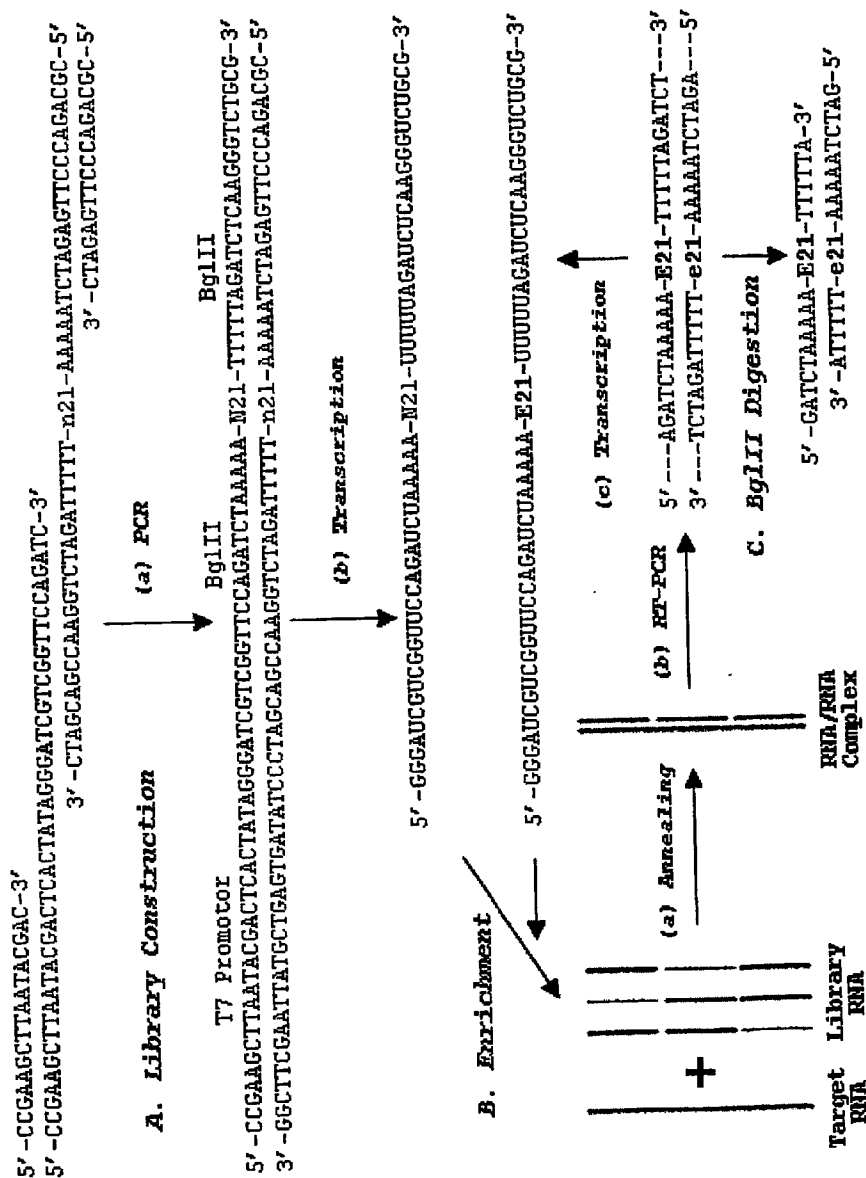 5'-CCGAAGCTTAATACGAC-3'
5'-CCGAAGCTTAATACGACTCACTATAGGGATCGTCGGTTCCAGATC-3'
3'-CTAGCAGCCAAGGTCTAGATTTTT-n21-AAAAATCTAGAGTTCCCAGACGC-5'
3'-CTAGAGTTCCCAGACGC-5'
A. Library Construction
(a) PCR
T7 Promotor
BglII
BglII
5'-CCGAAGCTTAATACGACTCACTATAGGGATCGTCGGTTCCAGATCTAAAAA-N21-TTTTTAGATCTCAAGGGTCTGCG-3'
3'-GGCTTCGAATTATGCTGAGTGATATCCCTAGCAGCCAAGGTCTAGATTTTT-n21-AAAAATCTAGAGTTCCCAGACGC-5'
(b) Transcription
5'-GGGAUCGUCGGUUCCAGAUCUAAAAA-N21-UUUUUAGAUCUCAAGGGUCUGCG-3'
B. Enrichment
5'-GGGAUCGUCGGUUCCAGAUCUAAAAA-E21-UUUUUAGAUCUCAAGGGUCUGCG-3'
(c) Transcription
(a) Annealing
(b) RT-PCR
5'---AGATCTAAAAA-E21-TTTTTAGATCT---3'
3'---TCTAGATTTTT-e21-AAAAATCTAGA---5'
C. BglII Digestion
+
Target RNA
Library RNA
RNA/RNA Complex
5'-GATCTAAAAA-E21-TTTTTA-3'
3'-ATTTTT-e21-AAAAATCTAG-5'